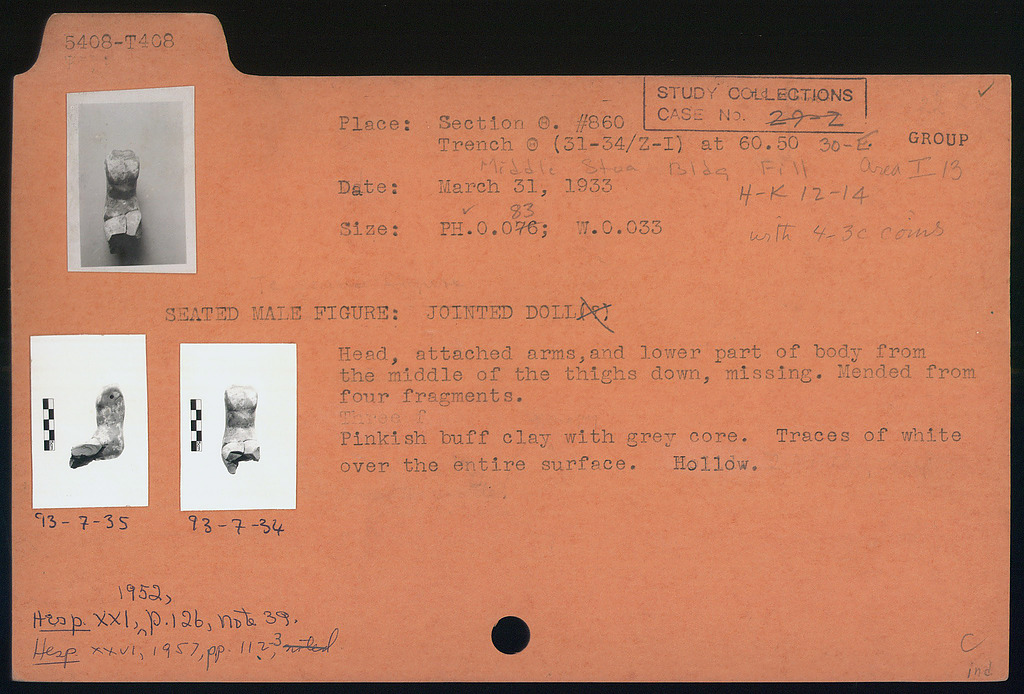 5408-T408
STUDY COLLECTIONS
CASE No. 29-Z
Place: Section Θ. #860
Trench Θ (31-34/Z-I) at 60.50 30-E GROUP
Middle Stoa Bldg Fill Area I 13
Date: March 31, 1933
H-K 12-14
83
Size: PH.0.076; W.0.033
with 4-3c coins
SEATED MALE FIGURE: JOINTED DOLL(?)
Head, attached arms,and lower part of body from
the middle of the thighs down, missing. Mended from
four fragments.
Three f
Pinkish buff clay with grey core. Traces of white
over the entire surface. Hollow.
93-7-35
93-7-34
1952,
Hesp. XXI, p.126, note 39.
Hesp XXVI, 1957, pp. 112-3, noted
C
ind